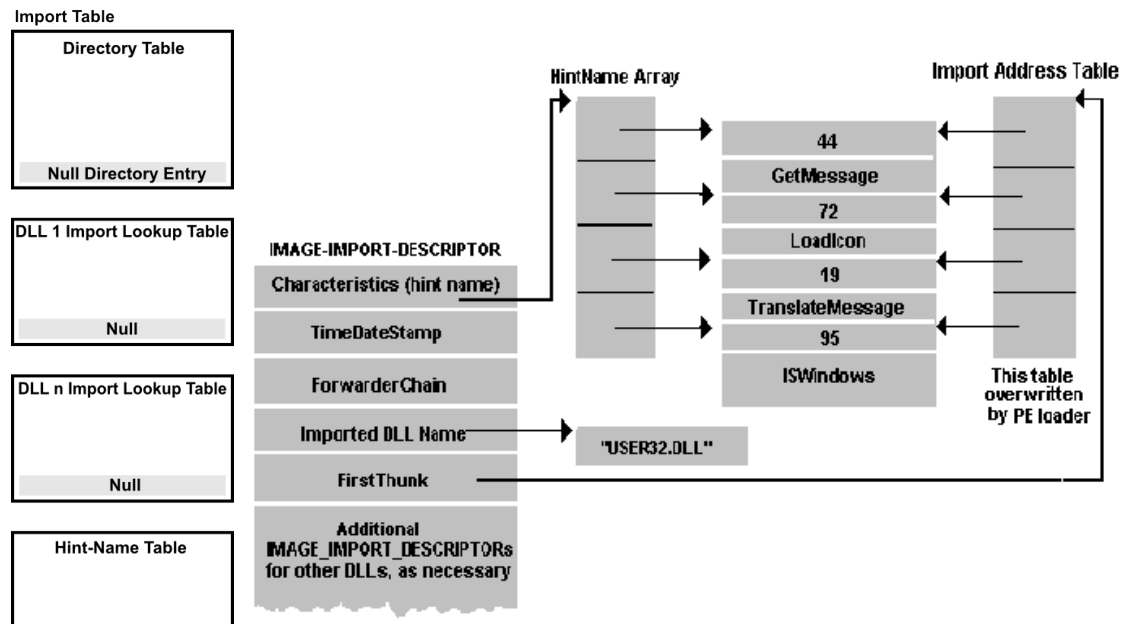 Import Table
Directory Table
Null Directory Entry
DLL 1 Import Lookup Table
Null
DLL n Import Lookup Table
Null
Hint-Name Table
IMAGE-IMPORT-DESCRIPTOR
Characteristics (hint name)
TimeDateStamp
ForwarderChain
Imported DLL Name
FirstThunk
Additional
IMAGE_IMPORT_DESCRIPTORs
for other DLLs, as necessary
HintName Array
"USER32.DLL"
44
GetMessage
72
LoadIcon
19
TranslateMessage
95
ISWindows
Import Address Table
This table
overwritten
by PE loader